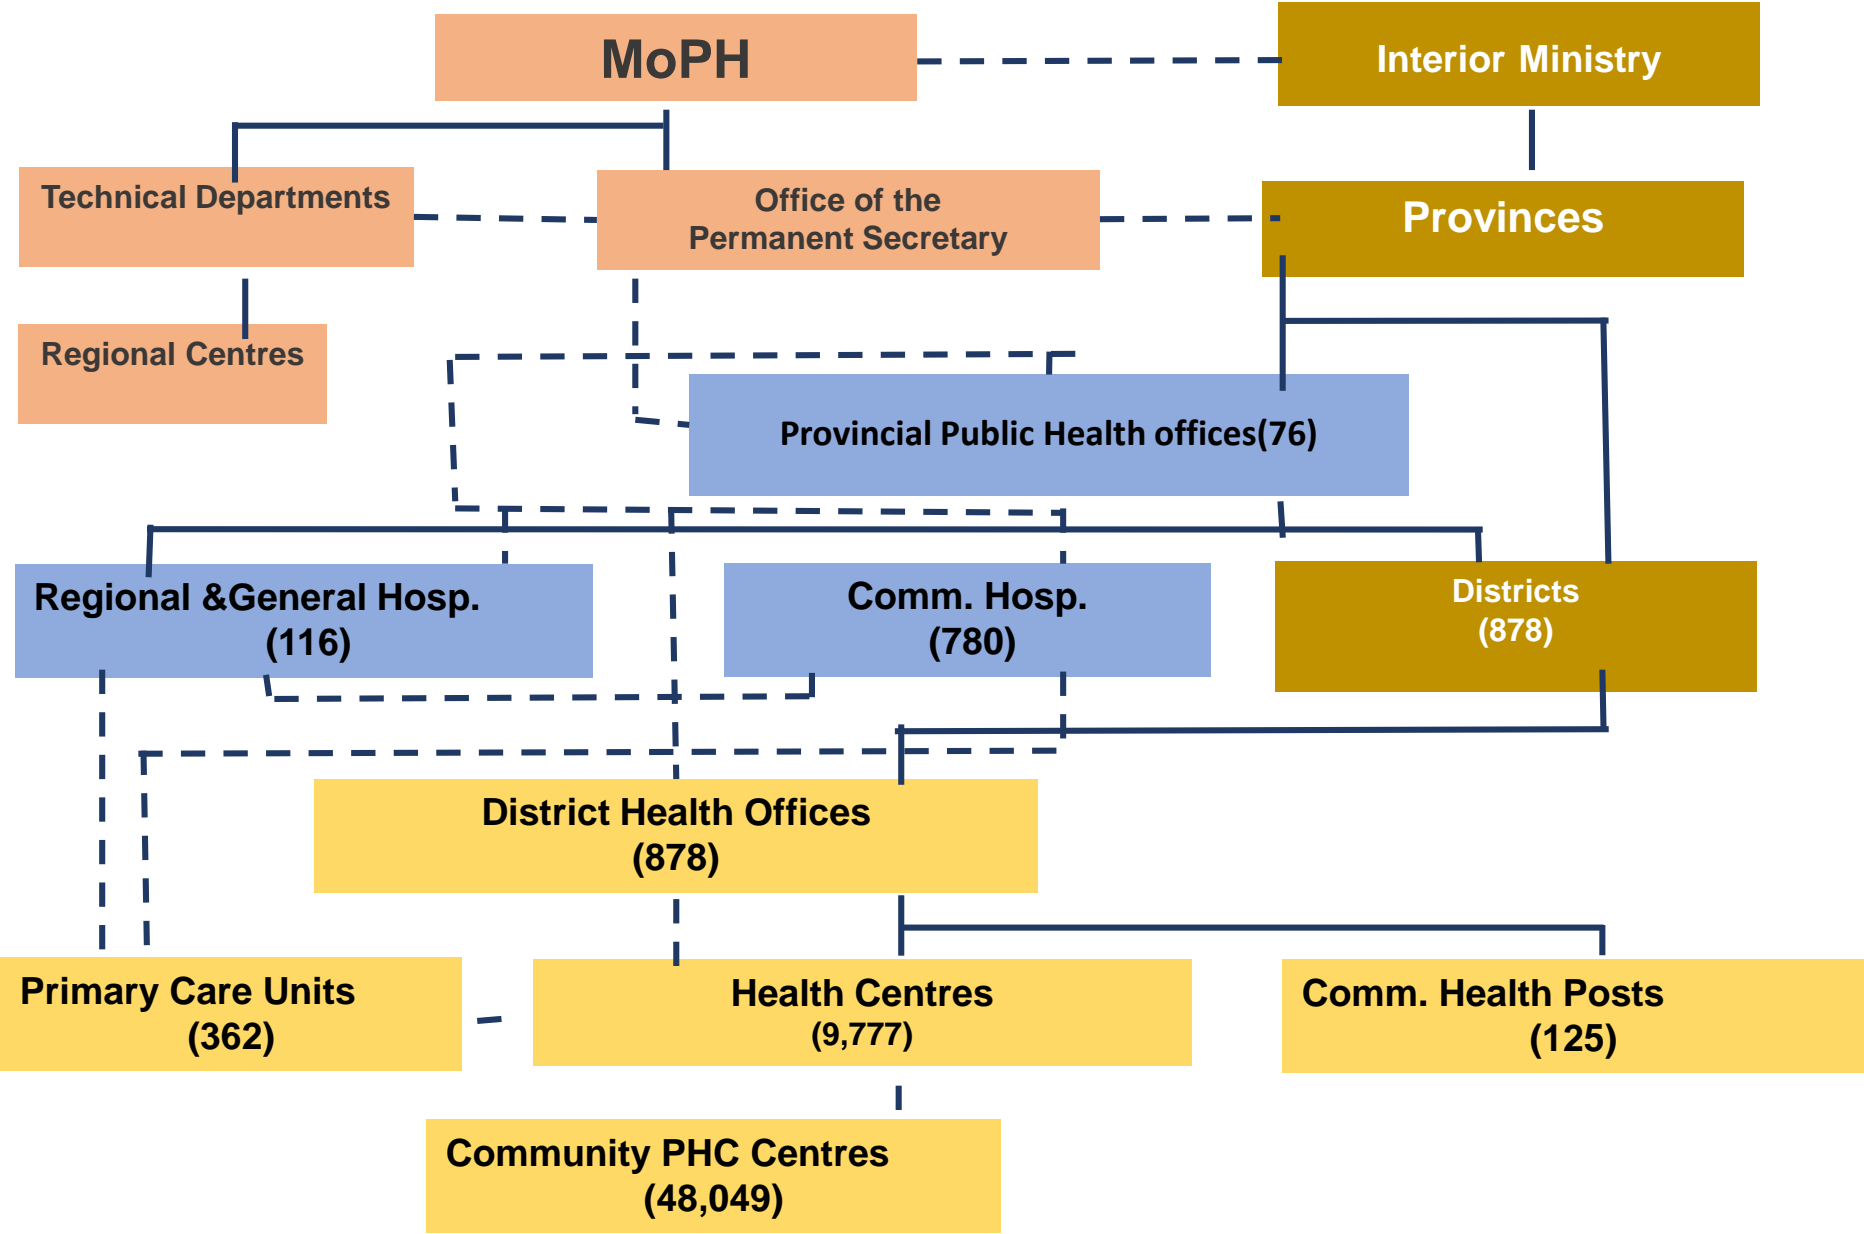 MoPH
Interior Ministry
Technical Departments
Office of the
Permanent Secretary
Provinces
Regional Centres
Provincial Public Health offices(76)
Regional &General Hosp.
(116)
Comm. Hosp.
(780)
Districts
(878)
District Health Offices
(878)
Primary Care Units
(362)
Health Centres
(9,777)
Comm. Health Posts
(125)
Community PHC Centres
(48,049)